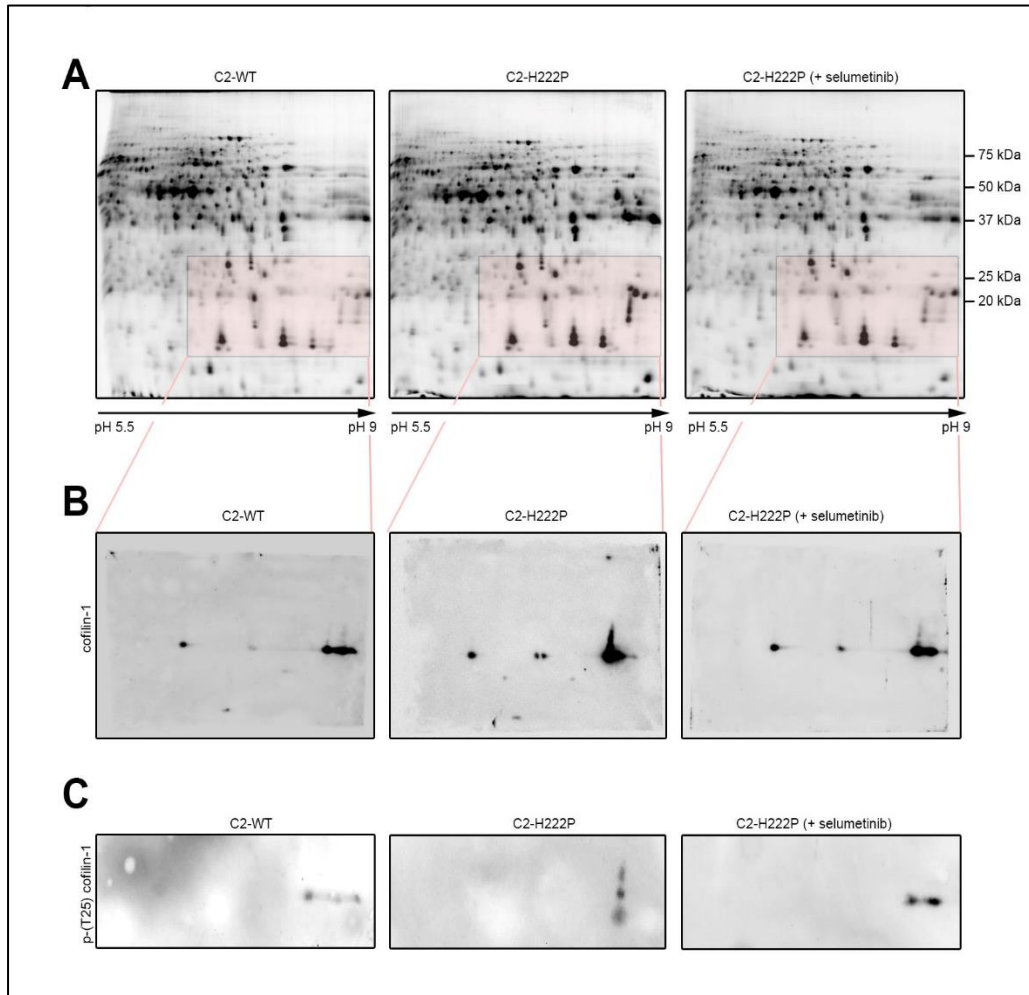 A
C2-WT
C2-H222P
C2-H222P (+ selumetinib)
75 kDa
50 kDa
37 kDa
25 kDa
20 kDa
pH 5.5
pH 9
pH 5.5
pH 9
pH 5.5
pH 9
B
C2-WT
C2-H222P
C2-H222P (+ selumetinib)
cofilin-1
C
C2-WT
C2-H222P
C2-H222P (+ selumetinib)
p-(T25) cofilin-1